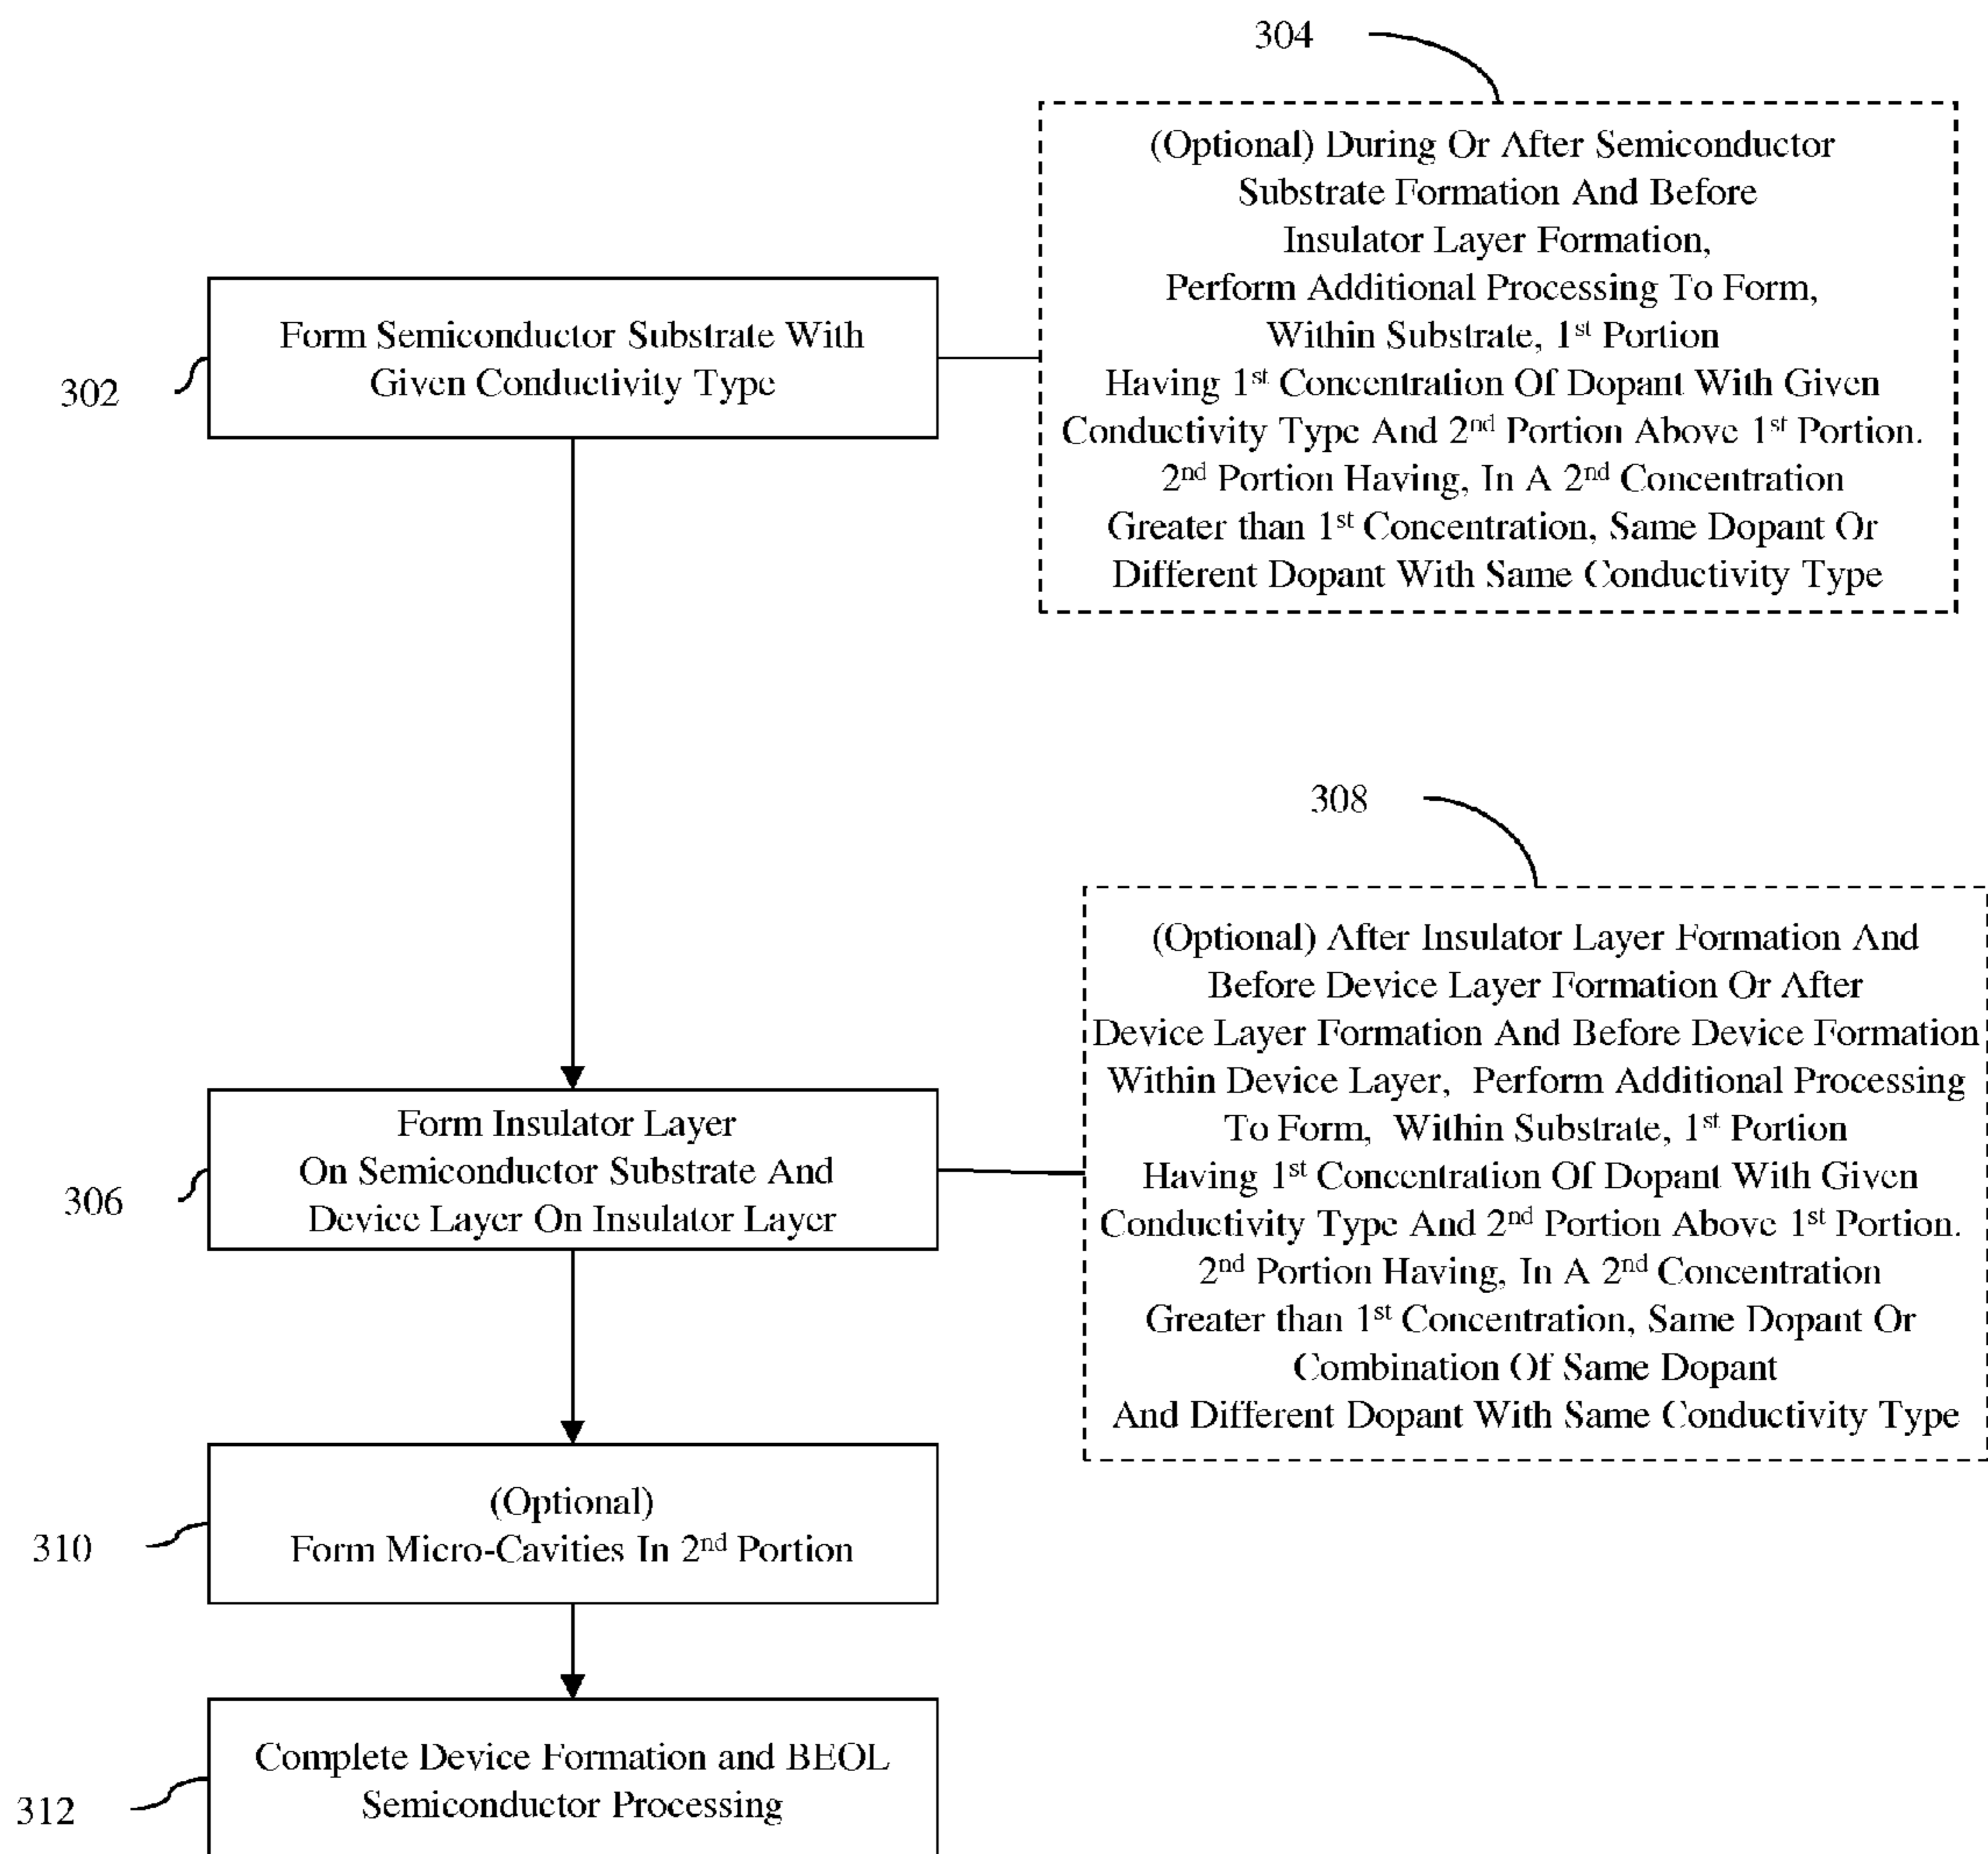 304
(Optional) During Or After Semiconductor
Substrate Formation And Before
Insulator Layer Formation,
Perform Additional Processing To Form,
Within Substrate, 1st Portion
Having 1st Concentration Of Dopant With Given
Conductivity Type And 2nd Portion Above 1st Portion.
2nd Portion Having, In A 2nd Concentration
Greater than 1st Concentration, Same Dopant Or
Different Dopant With Same Conductivity Type
302
Form Semiconductor Substrate With
Given Conductivity Type
308
(Optional) After Insulator Layer Formation And
Before Device Layer Formation Or After
Device Layer Formation And Before Device Formation
Within Device Layer, Perform Additional Processing
To Form, Within Substrate, 1st Portion
Having 1st Concentration Of Dopant With Given
Conductivity Type And 2nd Portion Above 1st Portion.
2nd Portion Having, In A 2nd Concentration
Greater than 1st Concentration, Same Dopant Or
Combination Of Same Dopant
And Different Dopant With Same Conductivity Type
306
Form Insulator Layer
On Semiconductor Substrate And
Device Layer On Insulator Layer
310
(Optional)
Form Micro-Cavities In 2nd Portion
312
Complete Device Formation and BEOL
Semiconductor Processing